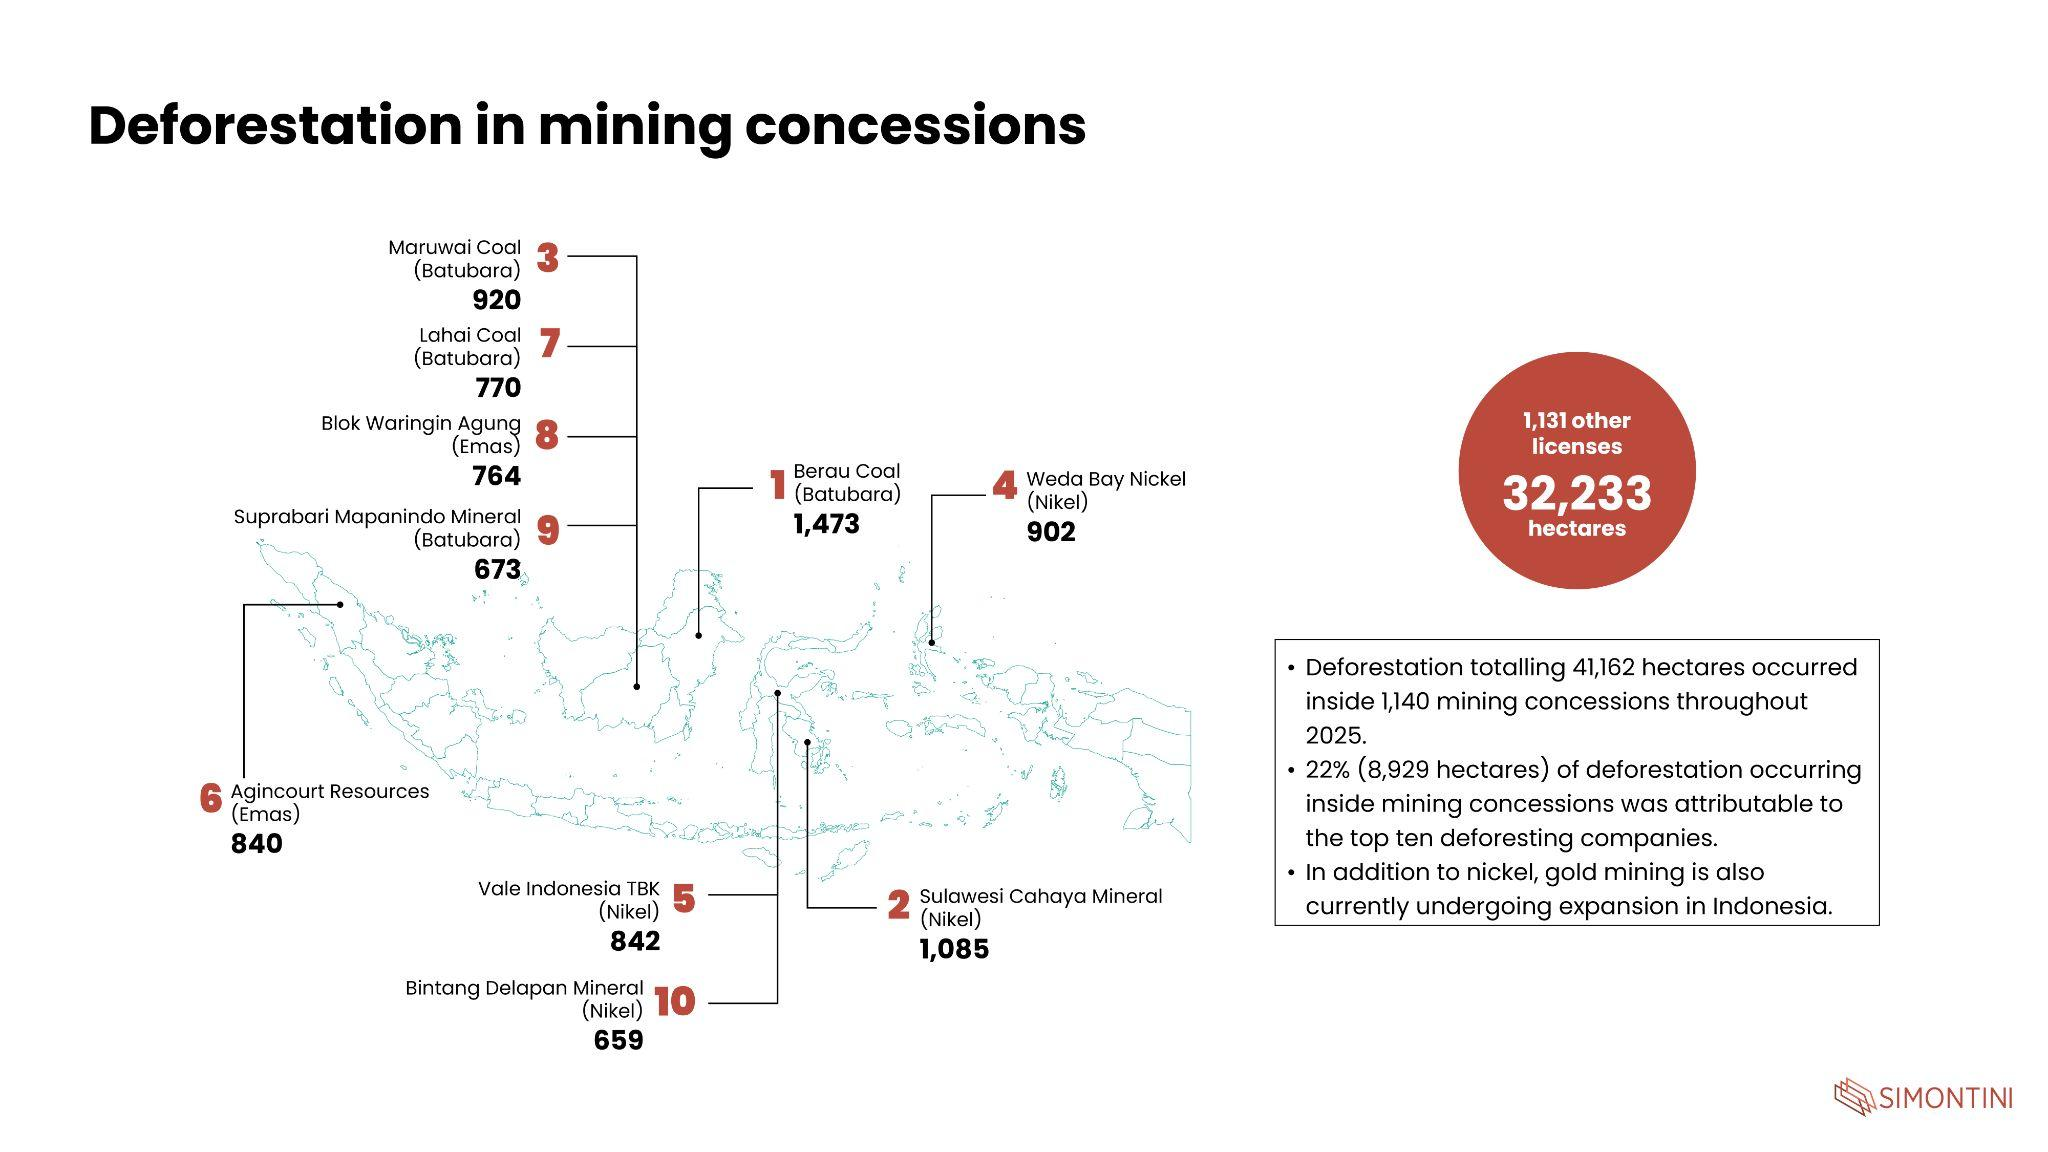 Deforestation in mining concessions
Maruwai Coal
(Batubara)
920
3
Lahai Coal
(Batubara)
770
7
Blok Waringin Agung
(Emas)
764
8
Suprabari Mapanindo Mineral
(Batubara)
673
9
1
Berau Coal
(Batubara)
1,473
4
Weda Bay Nickel
(Nikel)
902
6
Agincourt Resources
(Emas)
840
Vale Indonesia TBK
(Nikel)
842
5
2
Sulawesi Cahaya Mineral
(Nikel)
1,085
Bintang Delapan Mineral
(Nikel)
659
10
1,131 other
licenses
32,233
hectares
• Deforestation totalling 41,162 hectares occurred
inside 1,140 mining concessions throughout
2025.
• 22% (8,929 hectares) of deforestation occurring
inside mining concessions was attributable to
the top ten deforesting companies.
• In addition to nickel, gold mining is also
currently undergoing expansion in Indonesia.
SIMONTINI